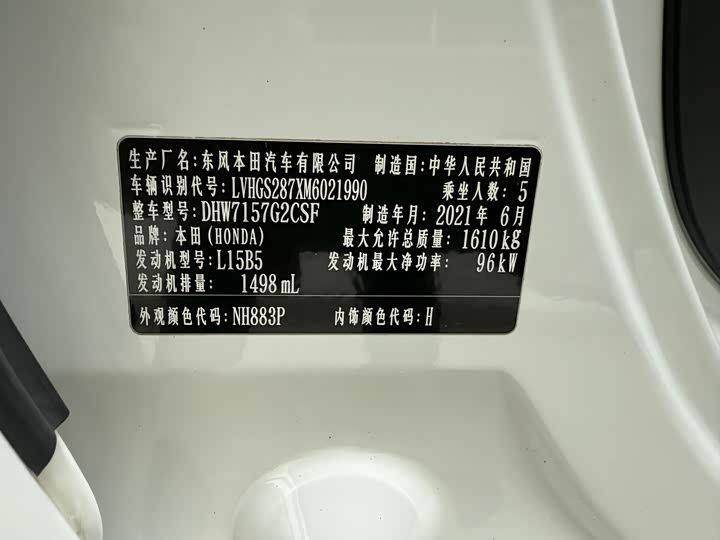 生产厂名:东风本田汽车有限公司 制造国:中华人民共和国
车辆识别代号:LVHGS287XM6021990 乘坐人数:5
整车型号:DHW7157G2CSF 制造年月:2021年 6月
品牌:本田(HONDA) 最大允许总质量:1610kg
发动机型号:L15B5 发动机最大净功率: 96kW
发动机排量: 1498mL
外观颜色代码:NH883P 内饰颜色代码:H